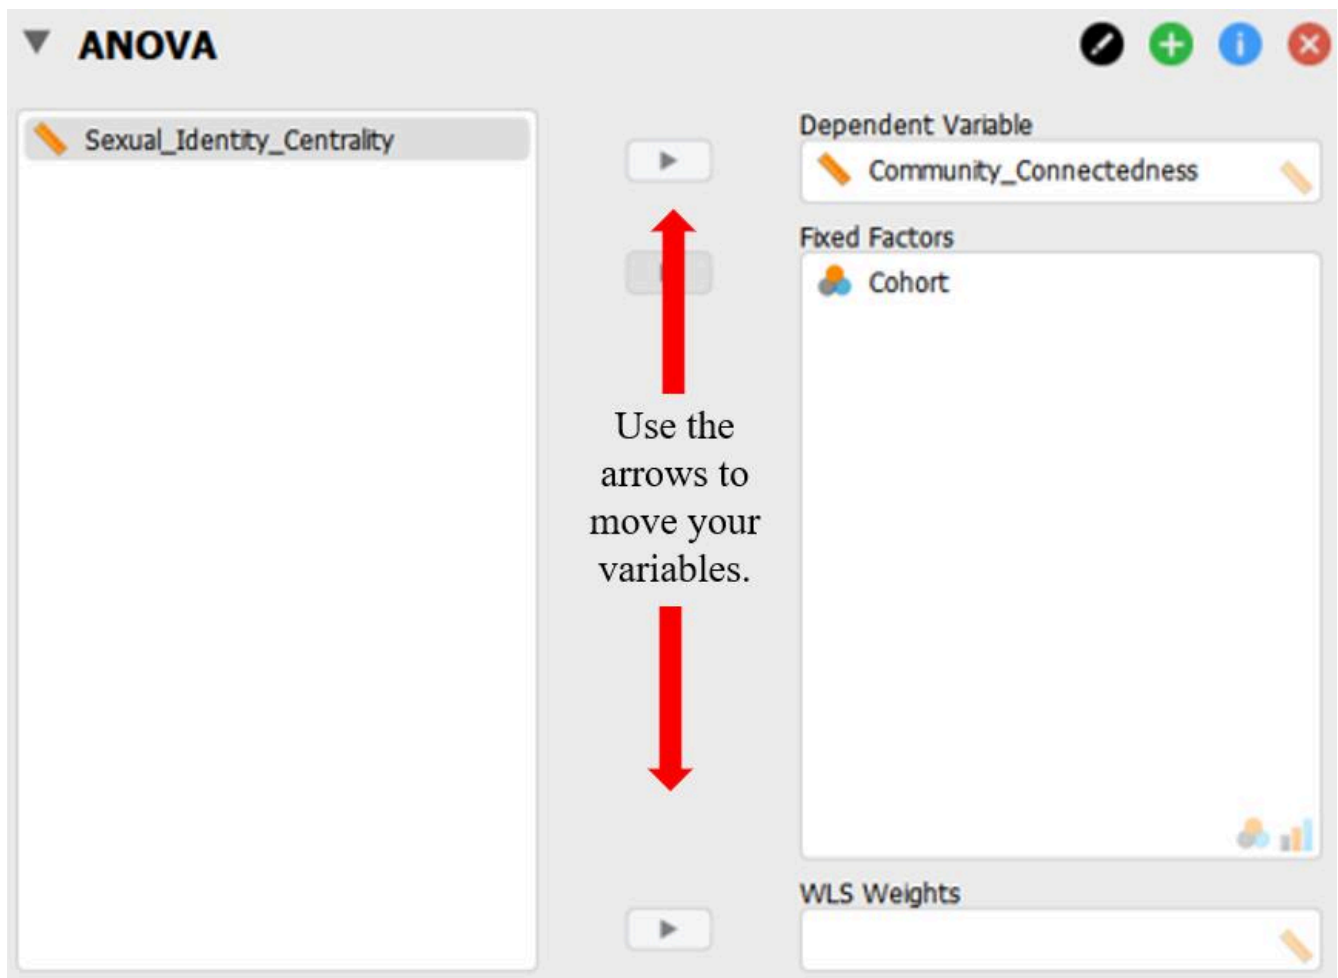 ANOVA
Sexual_Identity_Centrality
Dependent Variable
Community_Connectedness
Fixed Factors
Cohort
Use the
arrows to
move your
variables.
WLS Weights